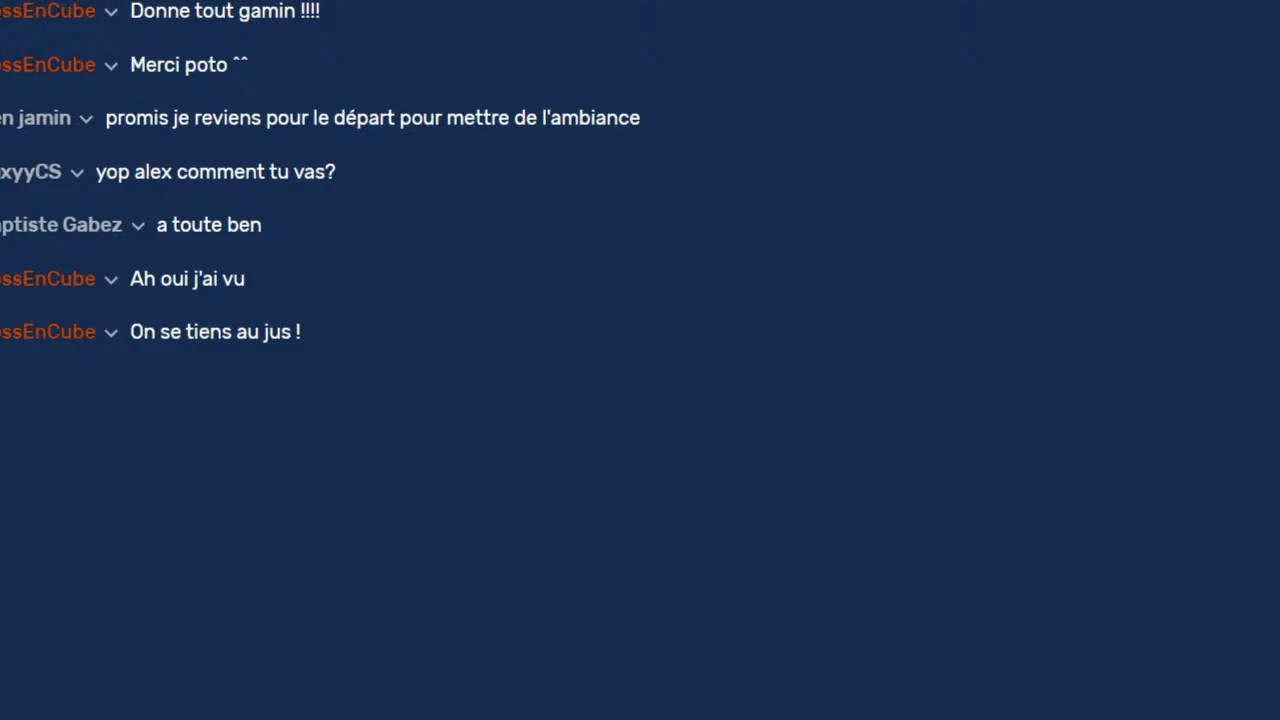 ssEnCube Donne tout gamin !!!!
ssEnCube Merci poto ^^
n jamin promis je reviens pour le départ pour mettre de l'ambiance
xyyCS yop alex comment tu vas?
ptiste Gabez a toute ben
ssEnCube Ah oui j'ai vu
ssEnCube On se tiens au jus !